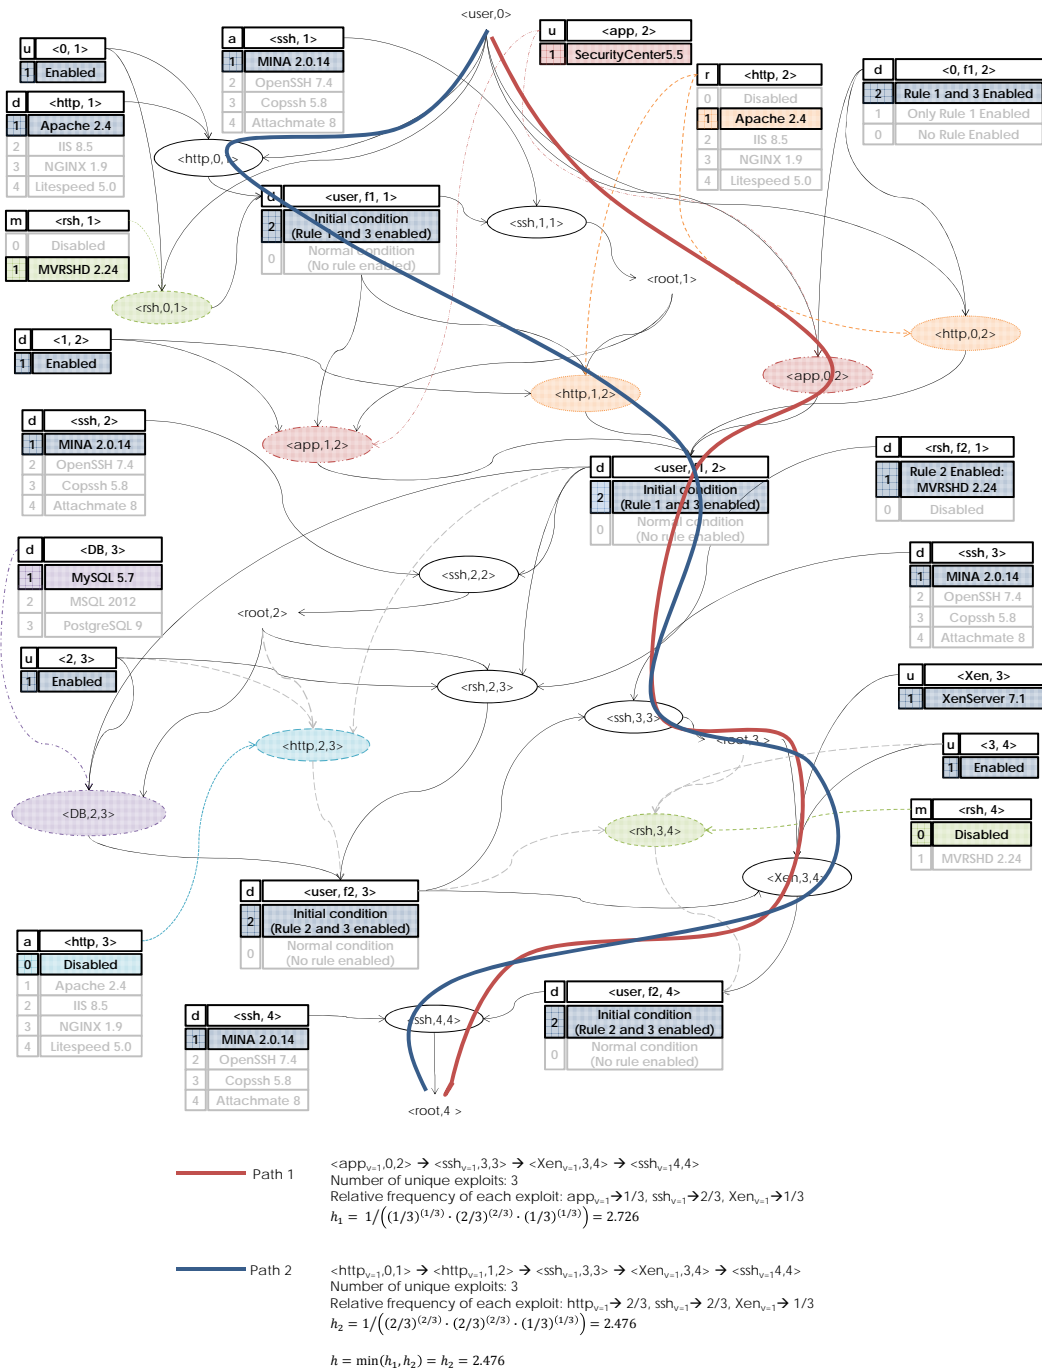 <user,0>
u <0, 1>
1 Enabled
a <ssh, 1>
1 MINA 2.0.14
2 OpenSSH 7.4
3 Copssh 5.8
4 Attachmate 8
u <app, 2>
1 SecurityCenter5.5
r <http, 2>
0 Disabled
1 Apache 2.4
2 IIS 8.5
3 NGINX 1.9
4 Litespeed 5.0
d <0, f1, 2>
2 Rule 1 and 3 Enabled
1 Only Rule 1 Enabled
0 No Rule Enabled
d <http, 1>
1 Apache 2.4
2 IIS 8.5
3 NGINX 1.9
4 Litespeed 5.0
<http,0,1>
m <rsh, 1>
0 Disabled
1 MVRSHD 2.24
d <user, f1, 1>
2 Initial condition
(Rule 1 and 3 enabled)
0 Normal condition
(No rule enabled)
<ssh,1,1>
<root,1>
<rsh,0,1>
<http,0,2>
d <1, 2>
1 Enabled
<app,0,2>
<http,1,2>
d <ssh, 2>
1 MINA 2.0.14
2 OpenSSH 7.4
3 Copssh 5.8
4 Attachmate 8
<app,1,2>
d <user, f1, 2>
2 Initial condition
(Rule 1 and 3 enabled)
0 Normal condition
(No rule enabled)
d <rsh, f2, 1>
1 Rule 2 Enabled:
MVRSHD 2.24
0 Disabled
d <DB, 3>
1 MySQL 5.7
2 MSQL 2012
3 PostgreSQL 9
<ssh,2,2>
<root,2>
d <ssh, 3>
1 MINA 2.0.14
2 OpenSSH 7.4
3 Copssh 5.8
4 Attachmate 8
u <2, 3>
1 Enabled
<rsh,2,3>
u <Xen, 3>
1 XenServer 7.1
<ssh,3,3>
<root,3>
<http,2,3>
u <3, 4>
1 Enabled
<DB,2,3>
<rsh,3,4>
m <rsh, 4>
0 Disabled
1 MVRSHD 2.24
<Xen,3,4>
d <user, f2, 3>
2 Initial condition
(Rule 2 and 3 enabled)
0 Normal condition
(No rule enabled)
a <http, 3>
0 Disabled
1 Apache 2.4
2 IIS 8.5
3 NGINX 1.9
4 Litespeed 5.0
d <user, f2, 4>
2 Initial condition
(Rule 2 and 3 enabled)
0 Normal condition
(No rule enabled)
d <ssh, 4>
1 MINA 2.0.14
2 OpenSSH 7.4
3 Copssh 5.8
4 Attachmate 8
<ssh,4,4>
<root,4 >
Path 1
<app_{v=1},0,2> → <ssh_{v=1},3,3> → <Xen_{v=1},3,4> → <ssh_{v=1}4,4>
Number of unique exploits: 3
Relative frequency of each exploit: app_{v=1}→1/3, ssh_{v=1}→2/3, Xen_{v=1}→1/3
h₁ = 1/((1/3)^(1/3) · (2/3)^(2/3) · (1/3)^(1/3)) = 2.726
Path 2
<http_{v=1},0,1> → <http_{v=1},1,2> → <ssh_{v=1},3,3> → <Xen_{v=1},3,4> → <ssh_{v=1}4,4>
Number of unique exploits: 3
Relative frequency of each exploit: http_{v=1}→ 2/3, ssh_{v=1}→ 2/3, Xen_{v=1}→ 1/3
h₂ = 1/((2/3)^(2/3) · (2/3)^(2/3) · (1/3)^(1/3)) = 2.476
h = min(h₁, h₂) = h₂ = 2.476